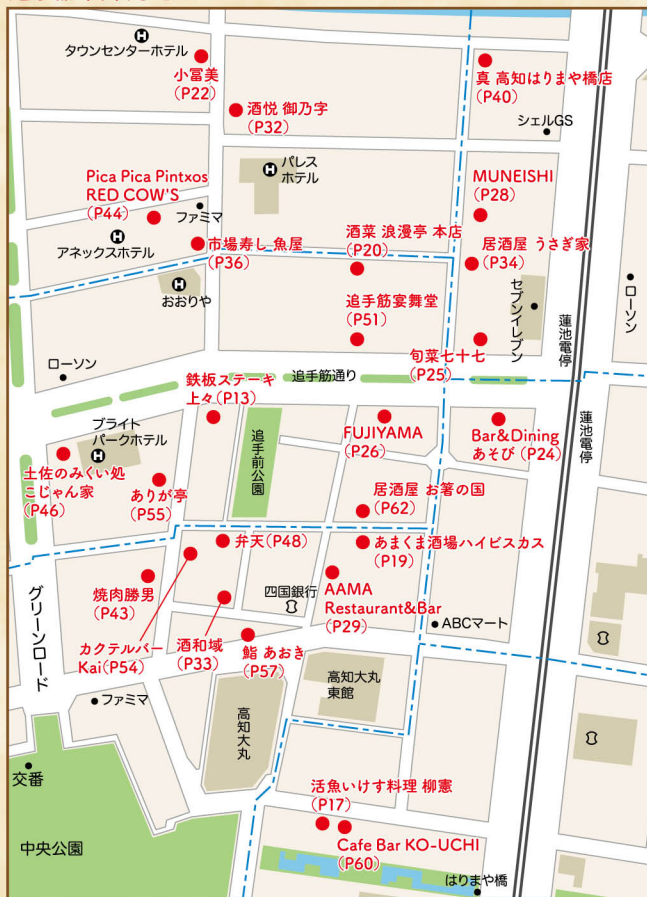 タウンセンターホテル
小冨美
(P22)
酒悦 御乃字
(P32)
真 高知はりまや橋店
(P40)
シェルGS
パレス
ホテル
Pica Pica Pintxos
RED COW'S
(P44)
ファミマ
アネックスホテル
市場寿し 魚屋
(P36)
おおりや
MUNEISHI
(P28)
酒菜 浪漫亭 本店
(P20)
居酒屋 うさぎ家
(P34)
追手筋宴舞堂
(P51)
セブンイレブン
旬菜七十七
(P25)
ローソン
蓮池電停
ローソン
追手筋通り
鉄板ステーキ
上々(P13)
ブライト
パークホテル
土佐のみくい処
こじゃん家
(P46)
ありが亭
(P55)
追手前公園
FUJIYAMA
(P26)
Bar&Dining
あそび (P24)
蓮池電停
居酒屋 お箸の国
(P62)
弁天(P48)
あまくま酒場ハイビスカス
(P19)
焼肉勝男
(P43)
四国銀行
AAMA
Restaurant&Bar
(P29)
ABCマート
グリーンロード
カクテルバー
Kai(P54)
酒和域
(P33)
鮨 あおき
(P57)
ファミマ
高知大丸
東館
高知大丸
交番
中央公園
活魚いけす料理 柳憲
(P17)
Cafe Bar KO-UCHI
(P60)
はりまや橋